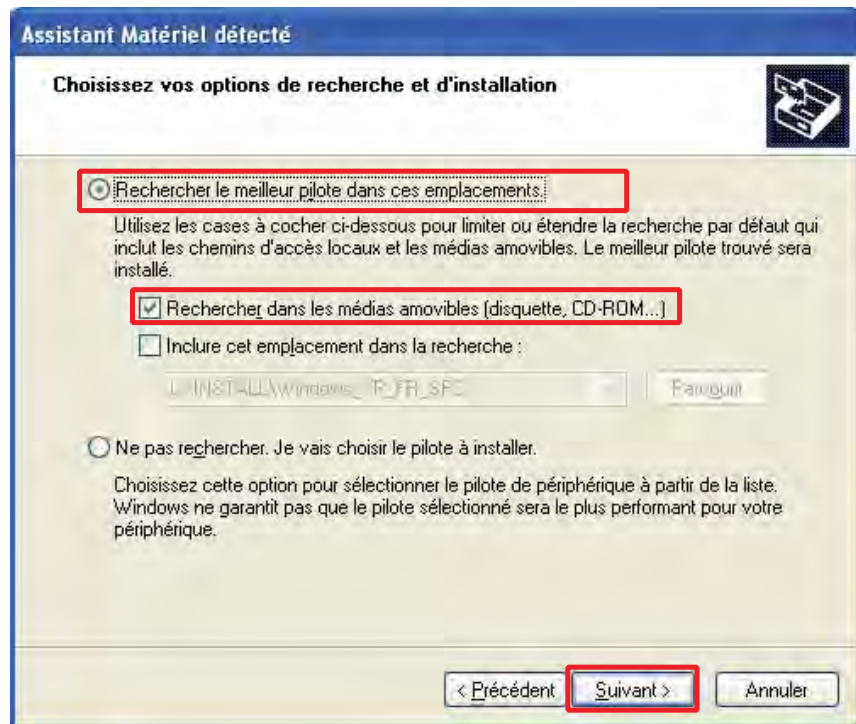 Assistant Matériel détecté
Choisissez vos options de recherche et d'installation
Rechercher le meilleur pilote dans ces emplacements.
Utilisez les cases à cocher ci-dessous pour limiter ou étendre la recherche par défaut qui
inclut les chemins d'accès locaux et les médias amovibles. Le meilleur pilote trouvé sera
installé.
Rechercher dans les médias amovibles (disquette, CD-ROM...)
Inclure cet emplacement dans la recherche :
Parcourir
Ne pas rechercher. Je vais choisir le pilote à installer.
Choisissez cette option pour sélectionner le pilote de périphérique à partir de la liste.
Windows ne garantit pas que le pilote sélectionné sera le plus performant pour votre
périphérique.
< Précédent
Suivant >
Annuler